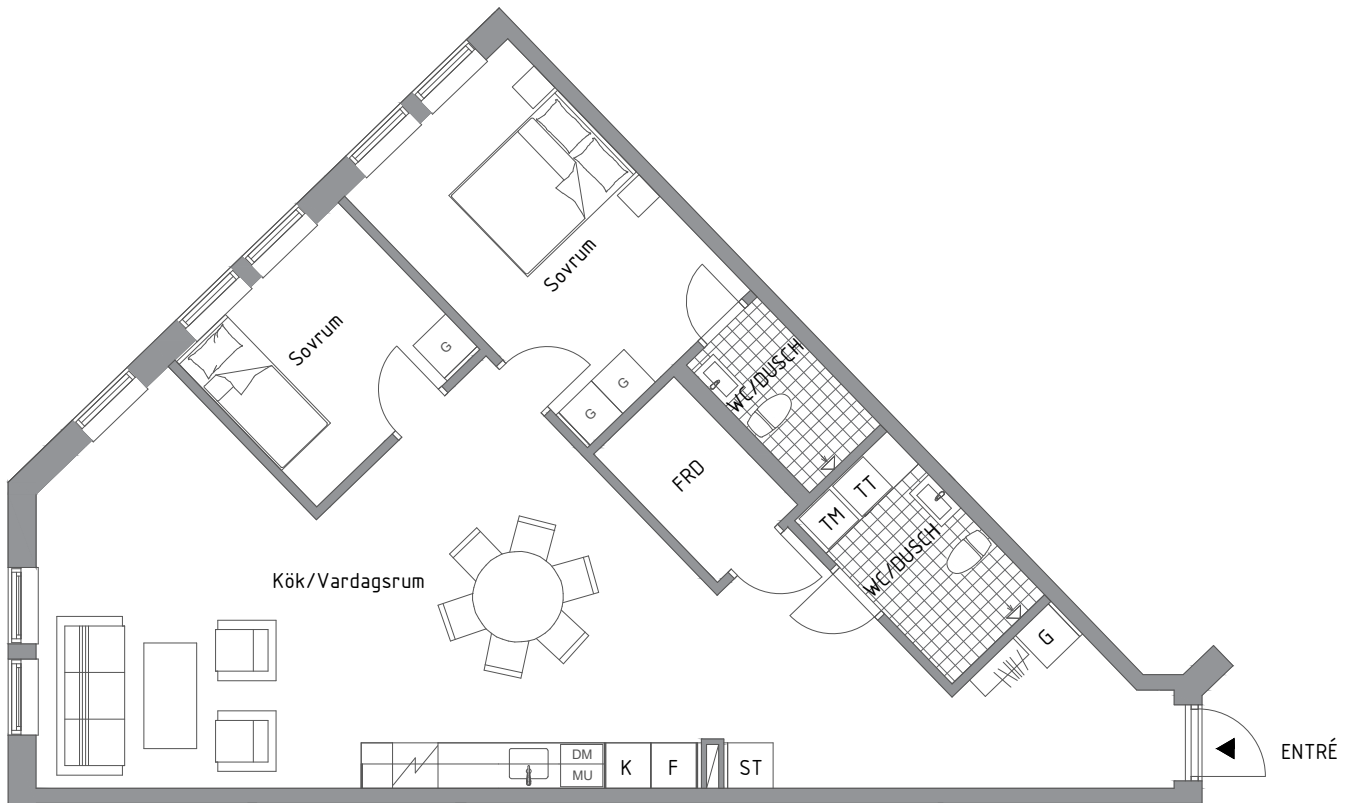 Sovrum
Sovrum
G
G
G
WC/DUSCH
FRD
TT
TM
WC/DUSCH
Kök/Vardagsrum
G
DM
MU
K
F
ST
ENTRÉ